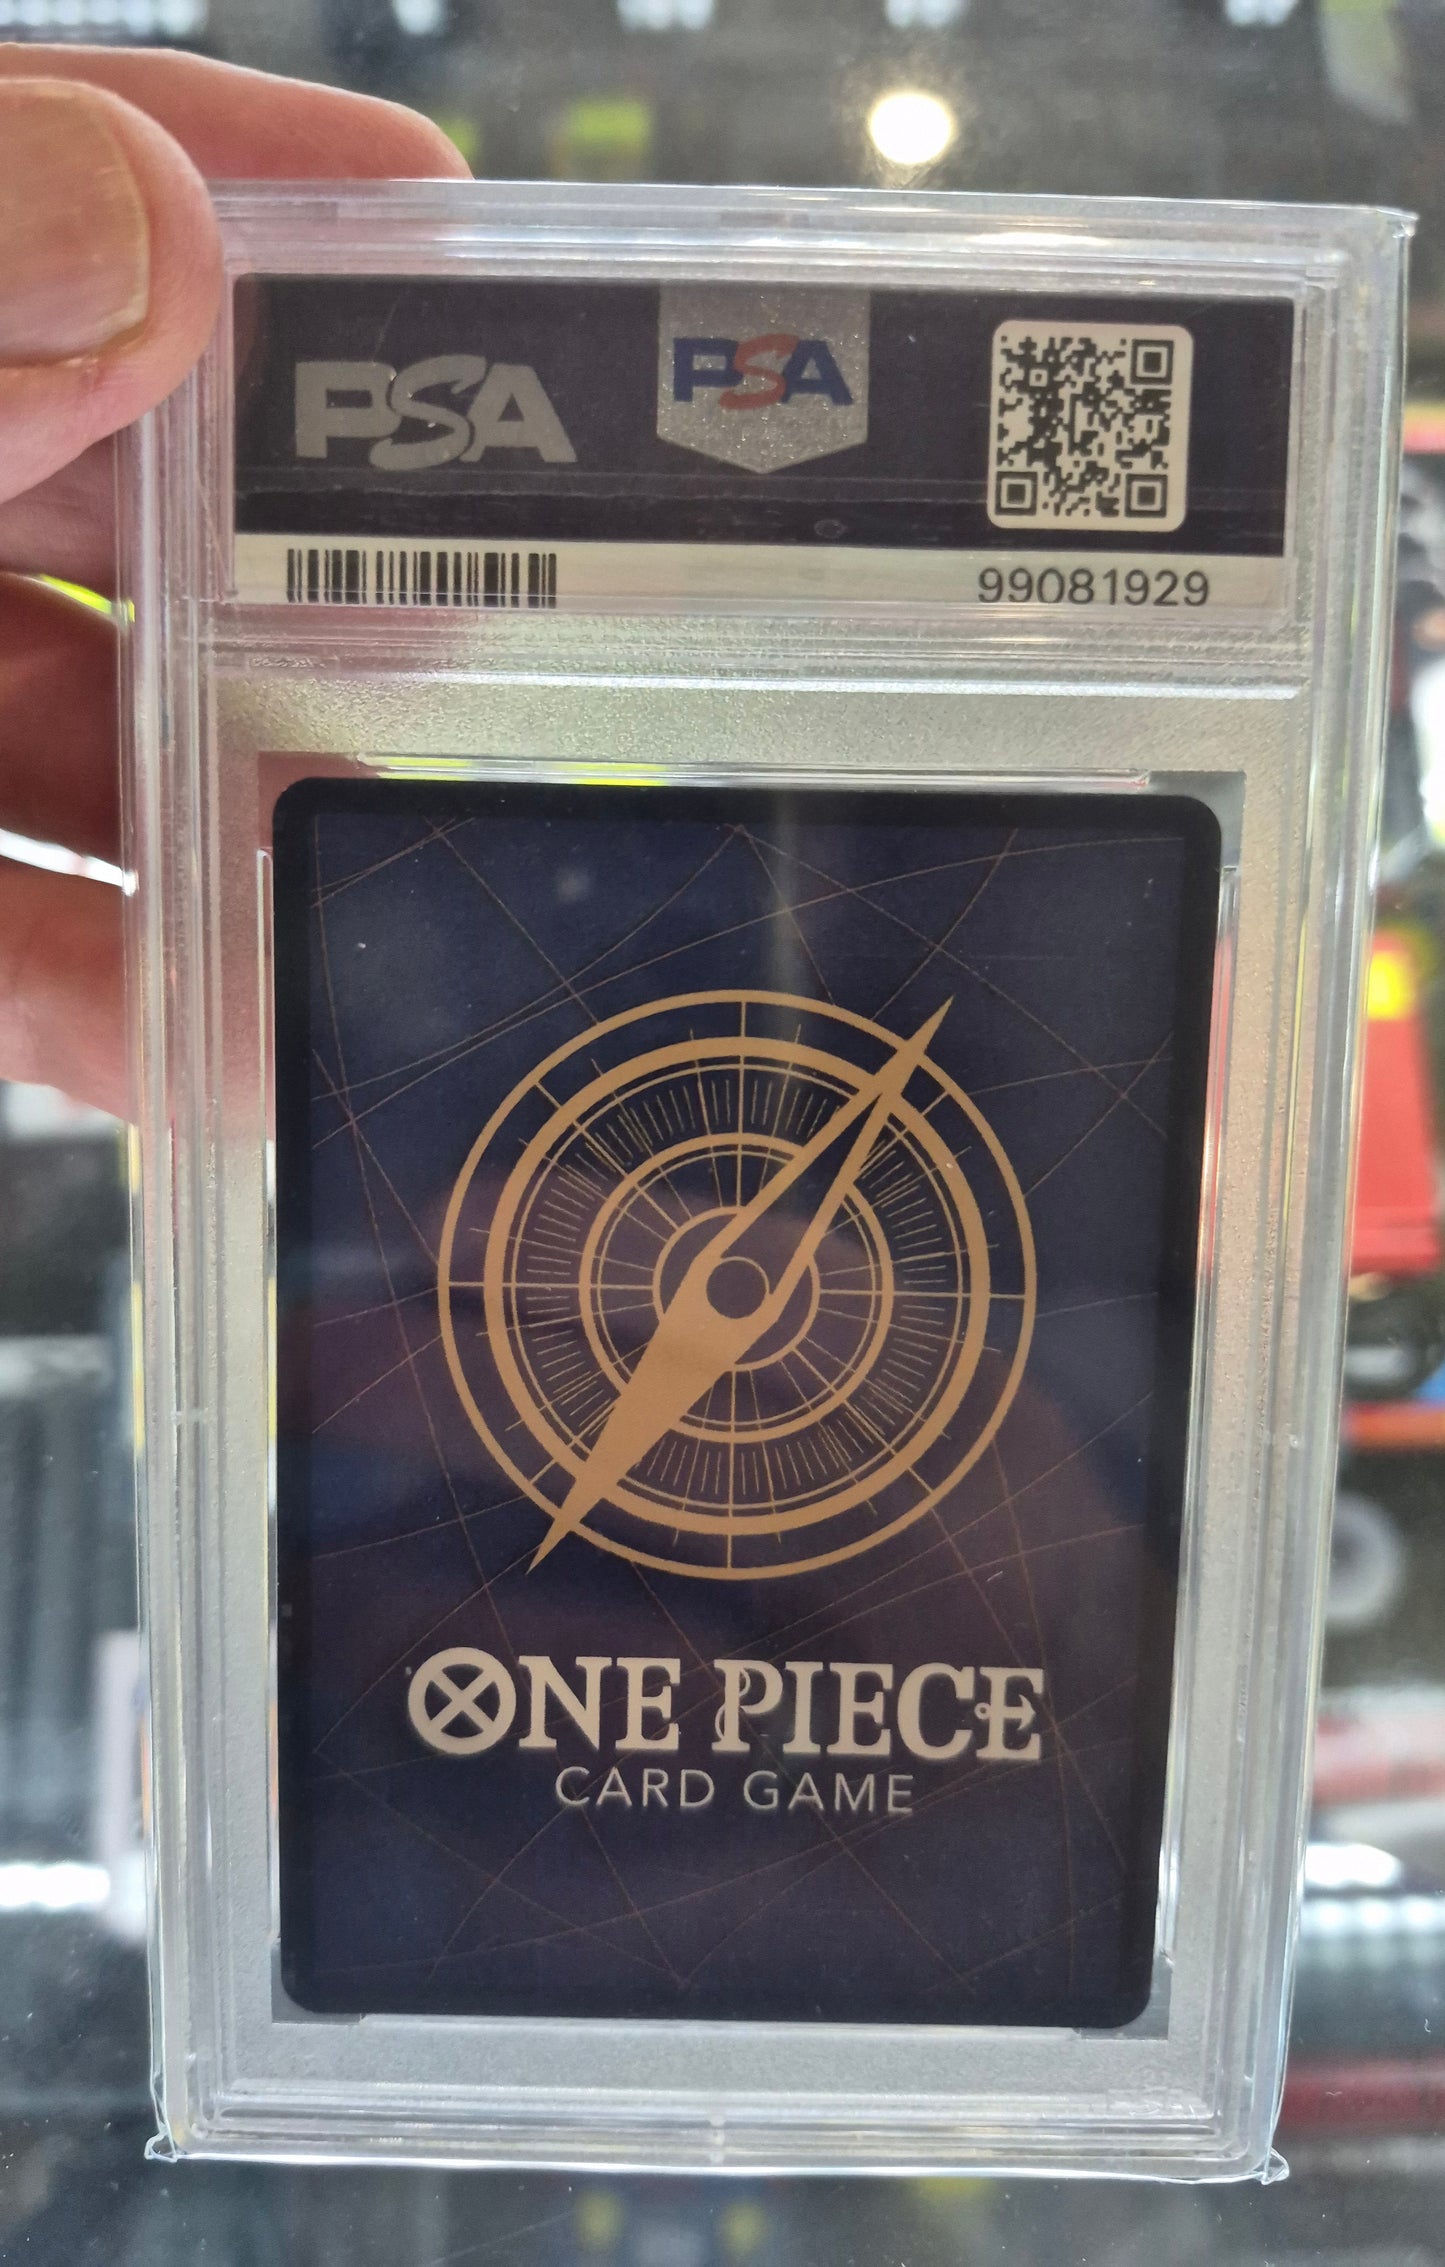 PSA
PSA
99081929
ONE PIECE
CARD GAME